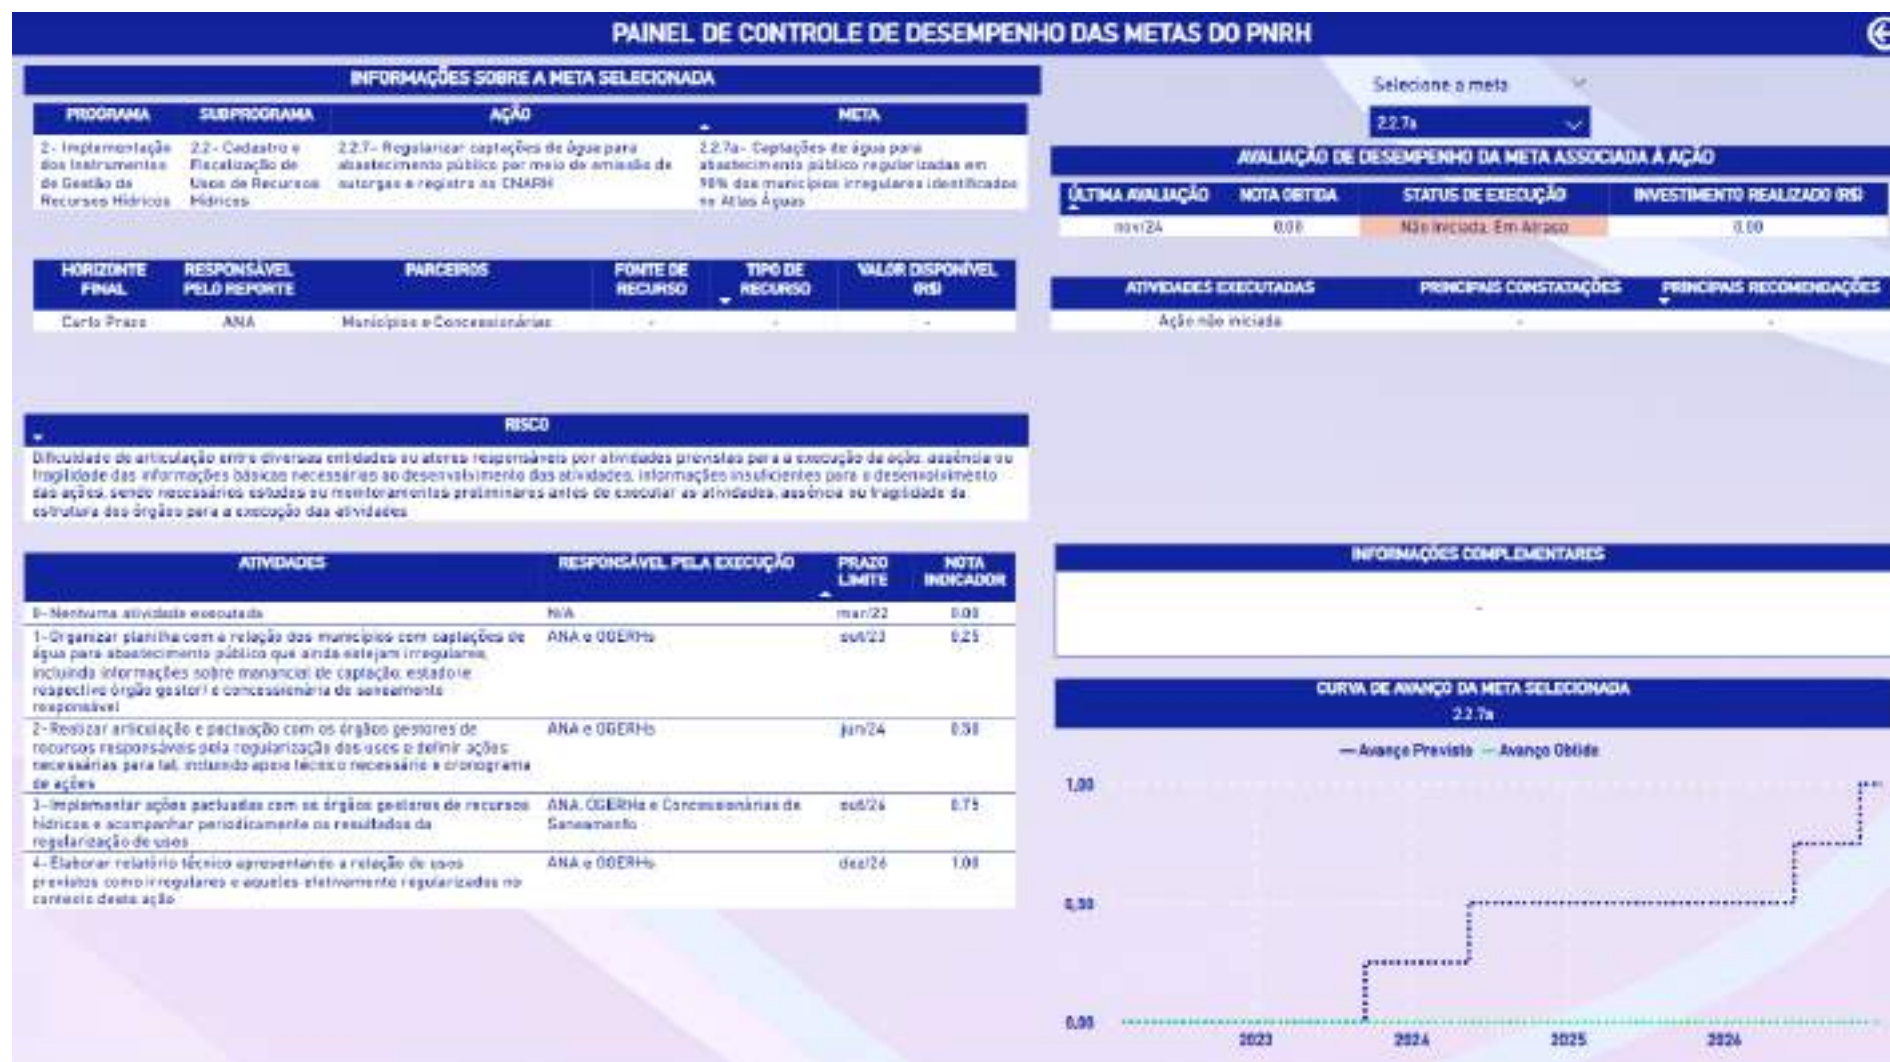 PAINEL DE CONTROLE DE DESEMPENHO DAS METAS DO PNRH
INFORMAÇÕES SOBRE A META SELECIONADA
PROGRAMA SUBPROGRAMA AÇÃO META
2- Implementação dos Instrumentos de Gestão de Recursos Hídricos
2.2- Cadastro e Fiscalização de Usos de Recursos Hídricos
2.2.7- Regularizar captações de água para abastecimento público por meio de emissão de outorgas e registro no CNARH
2.2.7a- Captações de água para abastecimento público regularizadas em 90% dos municípios irregulares identificados no Atlas Águas
HORIZONTE FINAL RESPONSÁVEL PELO REPORTE PARCEIROS FONTE DE RECURSO TIPO DE RECURSO VALOR DISPONÍVEL (R$)
Curto Prazo ANA Municípios e Concessionárias - - -
RISCO
Dificuldade de articulação entre diversas entidades ou atores responsáveis por atividades previstas para a execução da ação, ausência ou
fragilidade das informações básicas necessárias ao desenvolvimento das atividades, informações insuficientes para o desenvolvimento
das ações, sendo necessários estudos ou monitoramentos preliminares antes de executar as atividades, ausência ou fragilidade da
estrutura dos órgãos para a execução das atividades
ATIVIDADES RESPONSÁVEL PELA EXECUÇÃO PRAZO LIMITE NOTA INDICADOR
0- Nenhuma atividade executada N/A mar/22 0.00
1- Organizar planilha com a relação dos municípios com captações de ANA e OGERHs out/23 0.25
água para abastecimento público que ainda estejam irregulares,
incluindo informações sobre manancial de captação, estado (e
respectivo órgão gestor) e concessionária de saneamento
responsável
2- Realizar articulação e pactuação com os órgãos gestores de ANA e OGERHs jun/24 0.50
recursos responsáveis pela regularização dos usos e definir ações
necessárias para tal, incluindo apoio técnico necessário e cronograma
de ações
3- Implementar ações pactuadas com os órgãos gestores de recursos ANA, OGERHs e Concessionárias de 0.75
hídricos e acompanhar periodicamente os resultados da Saneamento
regularização de usos
4- Elaborar relatório técnico apresentando a relação de usos ANA e OGERHs dez/26 1.00
previstos como irregulares e aqueles efetivamente regularizados no
contexto desta ação
Selecione a meta
2.2.7a
AVALIAÇÃO DE DESEMPENHO DA META ASSOCIADA À AÇÃO
ÚLTIMA AVALIAÇÃO NOTA OBTIDA STATUS DE EXECUÇÃO INVESTIMENTO REALIZADO (R$)
nov/24 0,00 Não Iniciada, Em Atraso 0,00
ATIVIDADES EXECUTADAS PRINCIPAIS CONSTATAÇÕES PRINCIPAIS RECOMENDAÇÕES
Ação não iniciada - -
INFORMAÇÕES COMPLEMENTARES
-
CURVA DE AVANÇO DA META SELECIONADA
2.2.7a
Avanço Previsto Avanço Obtido
1,00
0,50
0,00
2023 2024 2025 2026